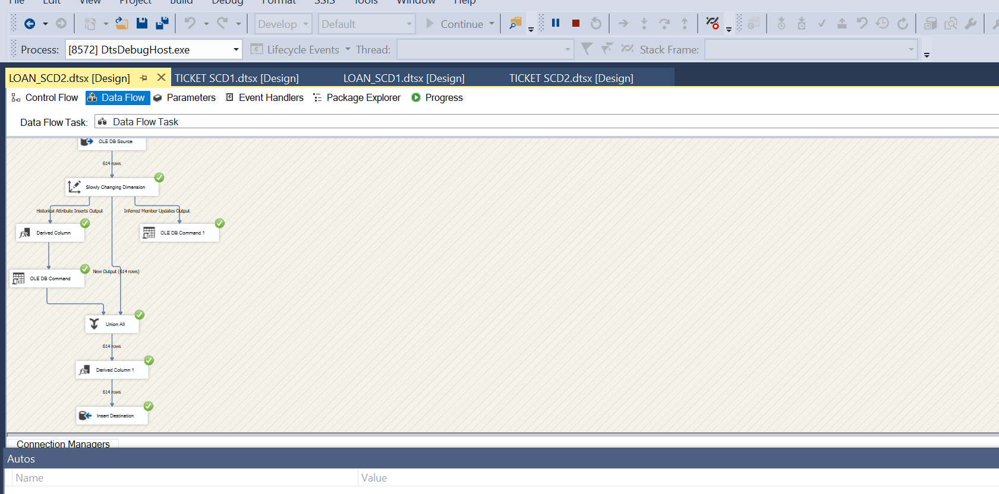 File Edit View Project Build Debug Format SSIS Tools Window Help
Develop Default Continue
Process: [8572] DtsDebugHost.exe Lifecycle Events Thread: Stack Frame:
LOAN_SCD2.dtsx [Design] TICKET SCD1.dtsx [Design] LOAN_SCD1.dtsx [Design] TICKET SCD2.dtsx [Design]
Control Flow Data Flow Parameters Event Handlers Package Explorer Progress
Data Flow Task: Data Flow Task
OLE DB Source
614 rows
Slowly Changing Dimension
Historical Attribute Inserts Output Inferred Member Updates Output
fx Derived Column OLE DB Command 1
New Output (614 rows)
OLE DB Command
Union All
614 rows
fx Derived Column 1
614 rows
Insert Destination
Connection Managers
Autos
Name Value